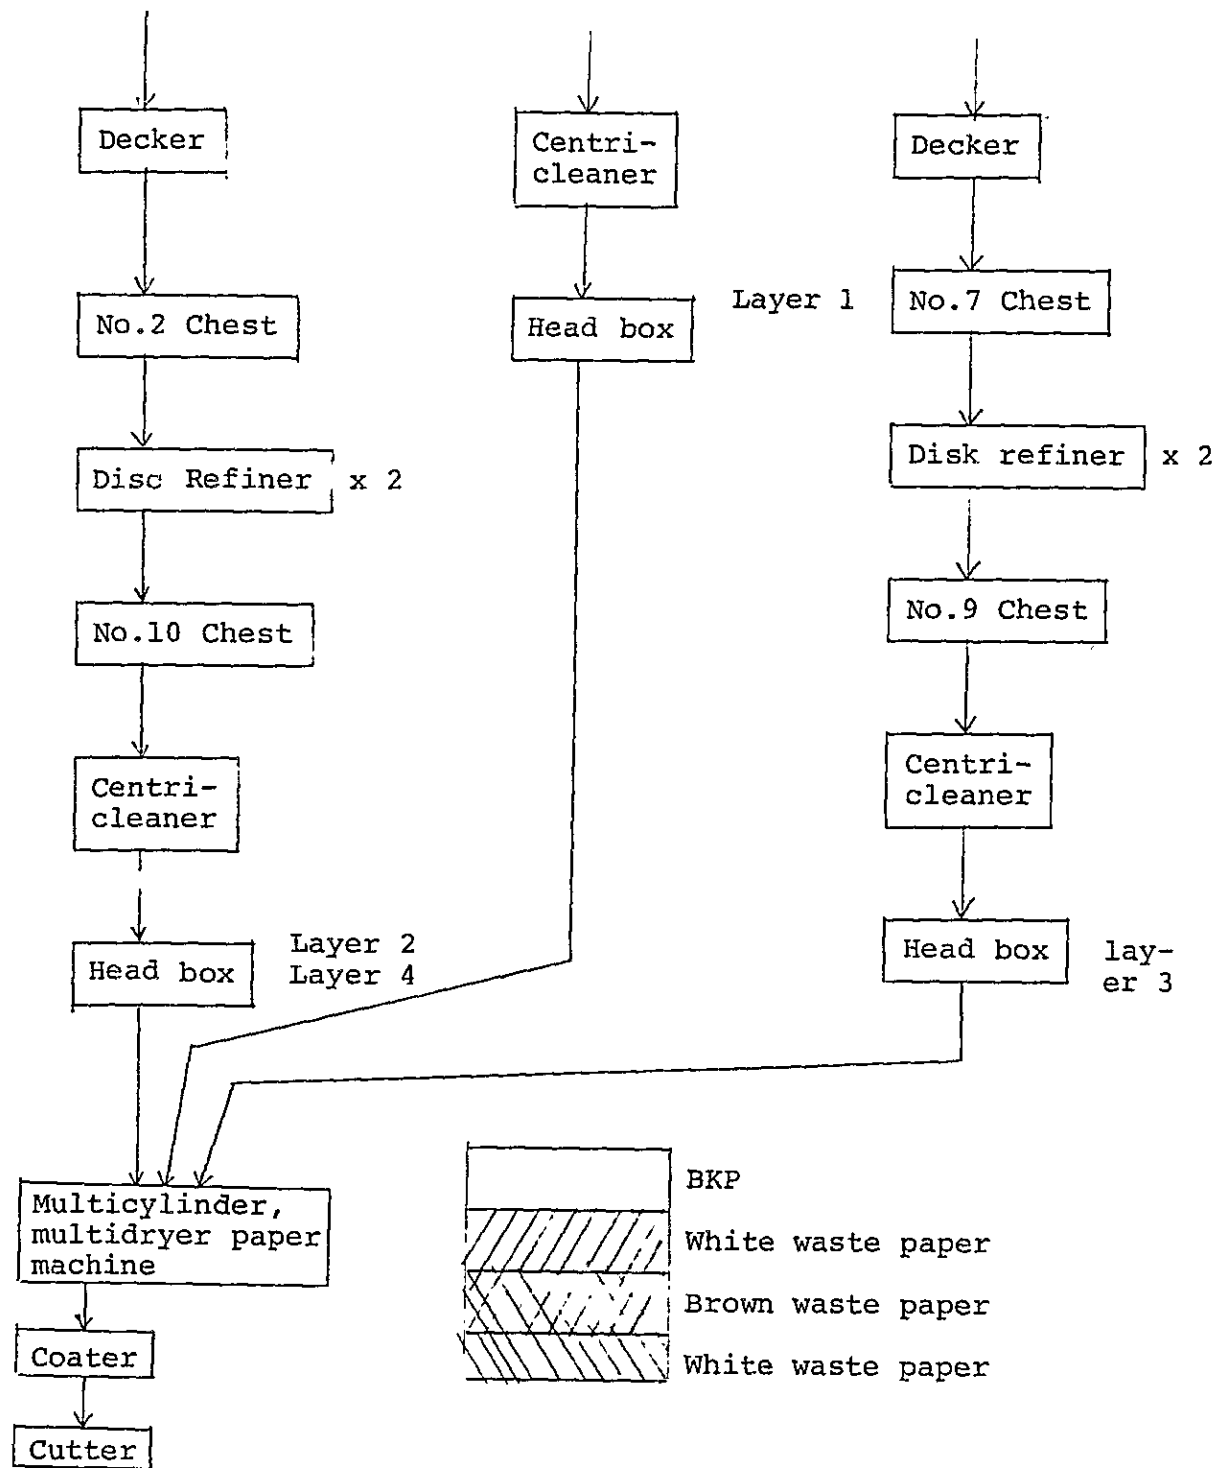 Decker
No.2 Chest
Disc Refiner x 2
No.10 Chest
Centri-
cleaner
Head box
Layer 2
Layer 4
Centri-
cleaner
Head box
Layer 1
Decker
No.7 Chest
Disk refiner x 2
No.9 Chest
Centri-
cleaner
Head box
lay-
er 3
Multicylinder,
multidryer paper
machine
Coater
Cutter
BKP
White waste paper
Brown waste paper
White waste paper